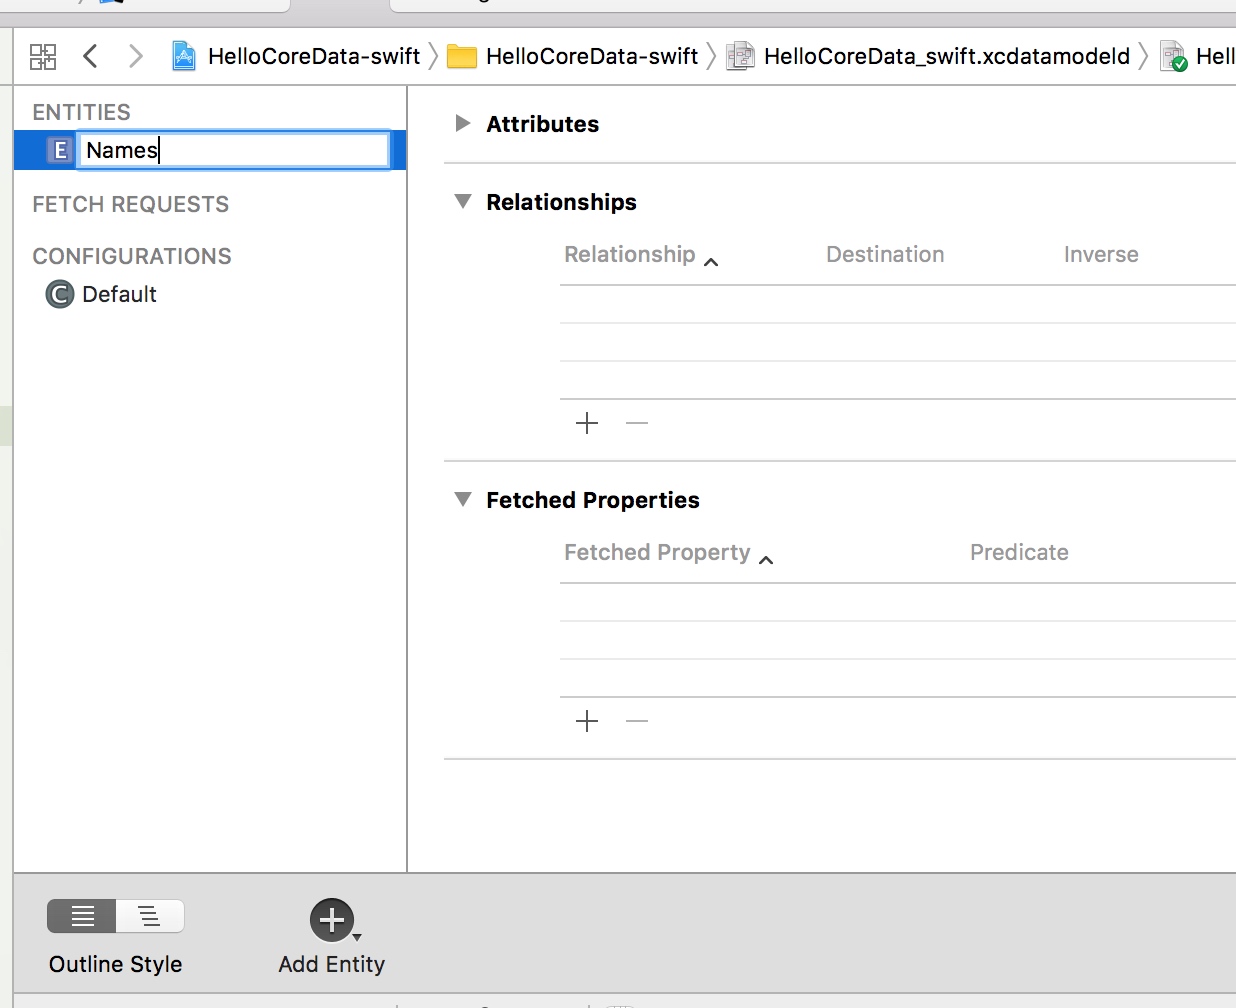 HelloCoreData-swift HelloCoreData-swift HelloCoreData_swift.xcdatamodeld Hell
ENTITIES
E Names
FETCH REQUESTS
CONFIGURATIONS
C Default
Attributes
Relationships
Relationship Destination Inverse
Fetched Properties
Fetched Property Predicate
Outline Style
Add Entity